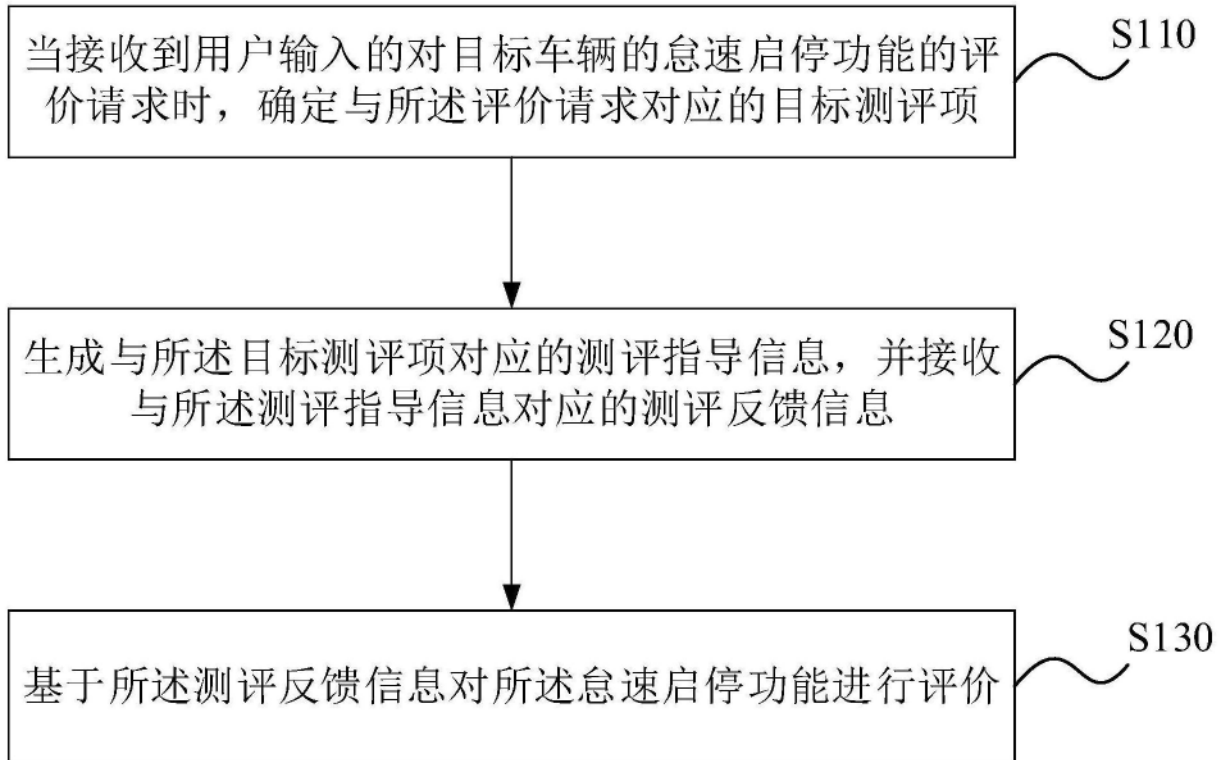 当接收到用户输入的对目标车辆的怠速启停功能的评
价请求时，确定与所述评价请求对应的目标测评项
S110
生成与所述目标测评项对应的测评指导信息，并接收
与所述测评指导信息对应的测评反馈信息
S120
基于所述测评反馈信息对所述怠速启停功能进行评价
S130